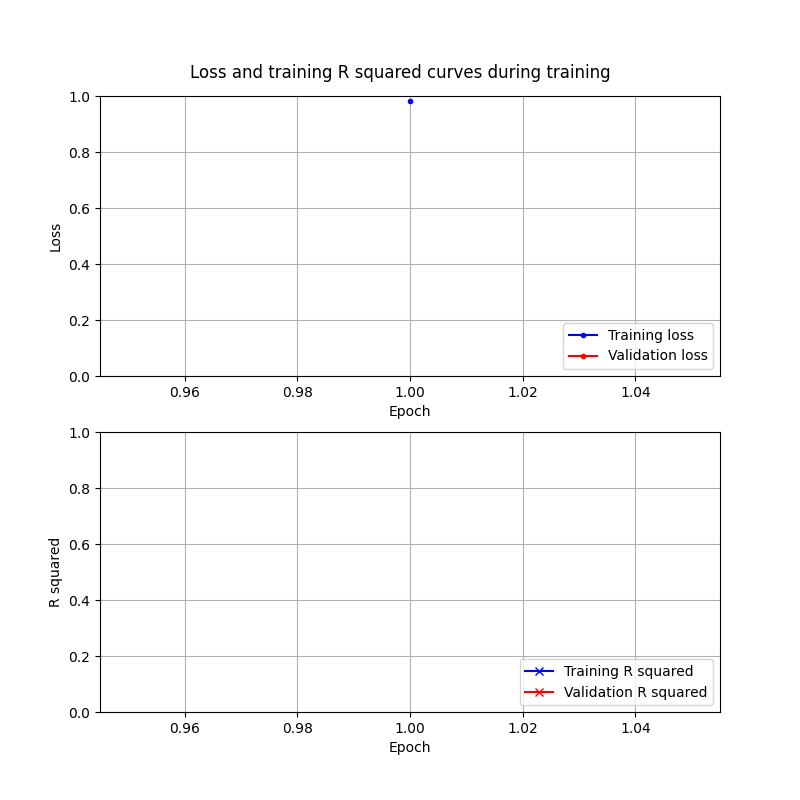 Loss and training R squared curves during training
1.0
0.8
0.6
0.4
0.2
0.0
Loss
Training loss
Validation loss
0.96 0.98 1.00 1.02 1.04
Epoch
1.0
0.8
0.6
0.4
0.2
0.0
R squared
Training R squared
Validation R squared
0.96 0.98 1.00 1.02 1.04
Epoch